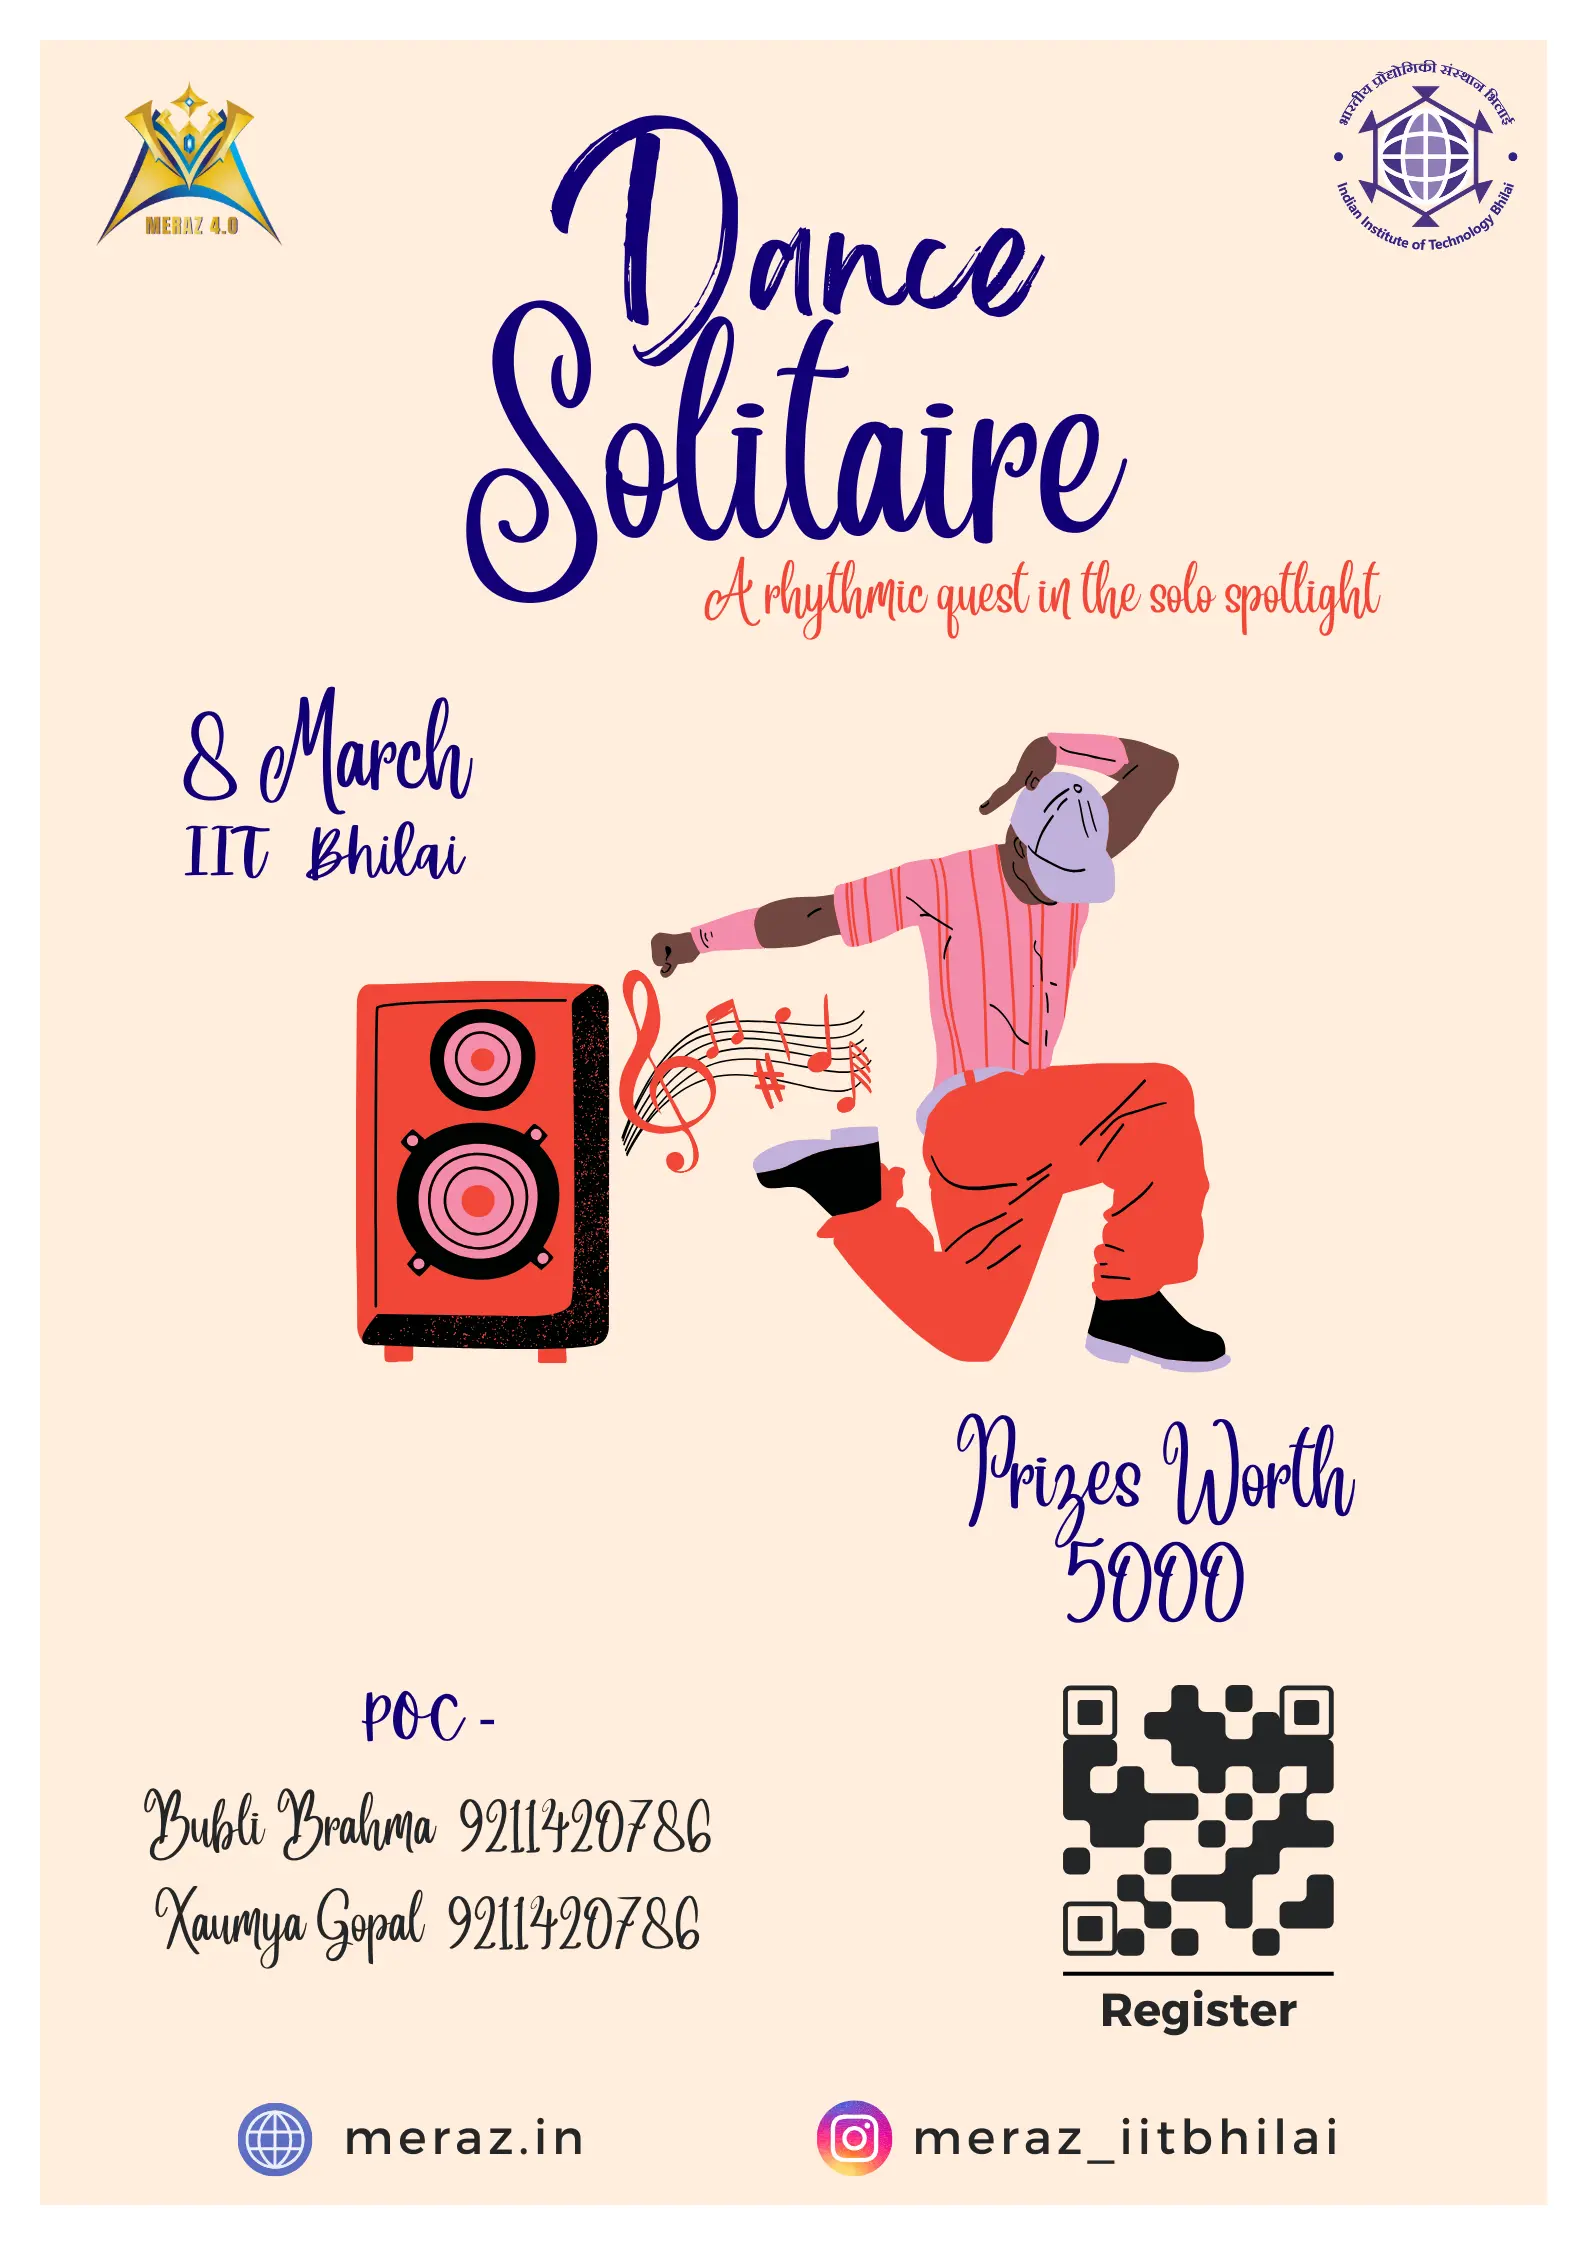 MERAZ 4.0
भारतीय प्रौद्योगिकी संस्थान भिलाई
Indian Institute of Technology Bhilai
Dance
Solitaire
A rhythmic quest in the solo spotlight
8 March
IIT Bhilai
Prizes Worth
5000
POC -
Bubli Brahma 9211420786
Xaumya Gopal 9211420786
Register
meraz.in
meraz_iitbhilai